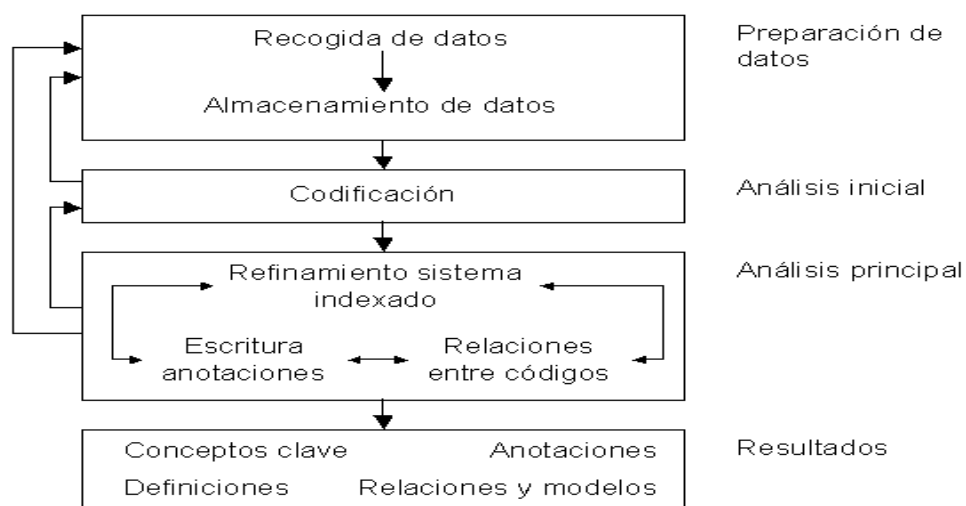 Recogida de datos
Preparación de
datos
Almacenamiento de datos
Codificación
Análisis inicial
Refinamiento sistema
indexado
Análisis principal
Escritura
anotaciones
Relaciones
entre códigos
Conceptos clave
Anotaciones
Resultados
Definiciones
Relaciones y modelos